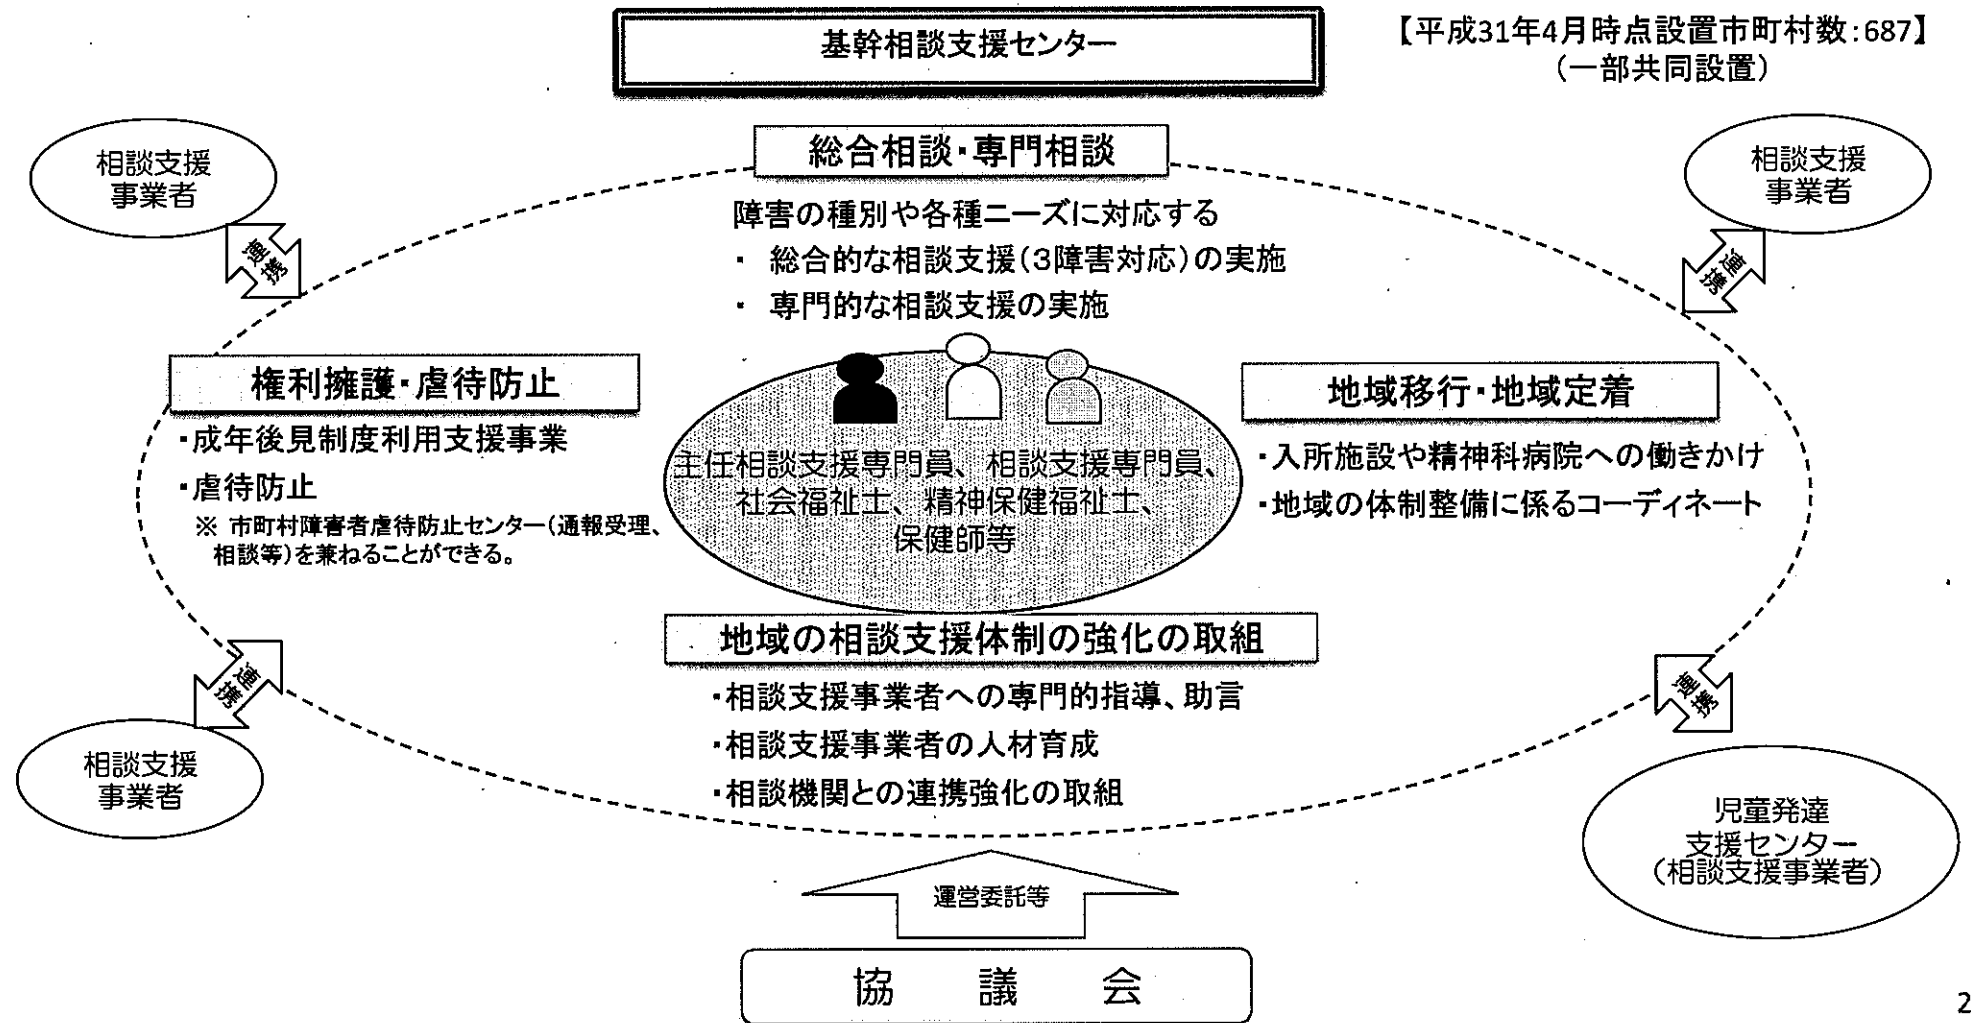 基幹相談支援センター
【平成31年4月時点設置市町村数:687】
(一部共同設置)
相談支援
事業者
連携
総合相談・専門相談
障害の種別や各種ニーズに対応する
・ 総合的な相談支援(3障害対応)の実施
・ 専門的な相談支援の実施
相談支援
事業者
連携
権利擁護・虐待防止
・成年後見制度利用支援事業
・虐待防止
※ 市町村障害者虐待防止センター(通報受理、
相談等)を兼ねることができる。
主任相談支援専門員、相談支援専門員、
社会福祉士、精神保健福祉士、
保健師等
地域移行・地域定着
・入所施設や精神科病院への働きかけ
・地域の体制整備に係るコーディネート
地域の相談支援体制の強化の取組
・相談支援事業者への専門的指導、助言
・相談支援事業者の人材育成
・相談機関との連携強化の取組
連携
相談支援
事業者
連携
児童発達
支援センター
(相談支援事業者)
運営委託等
協 議 会
2